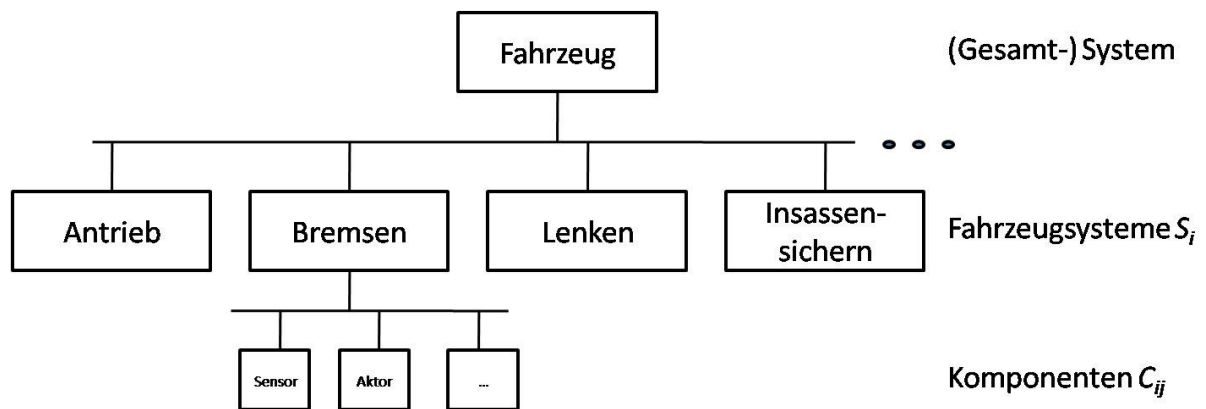 Fahrzeug
(Gesamt-) System
Antrieb
Bremsen
Lenken
Insassen-
sichern
Fahrzeugsysteme Si
Sensor
Aktor
...
Komponenten Cij